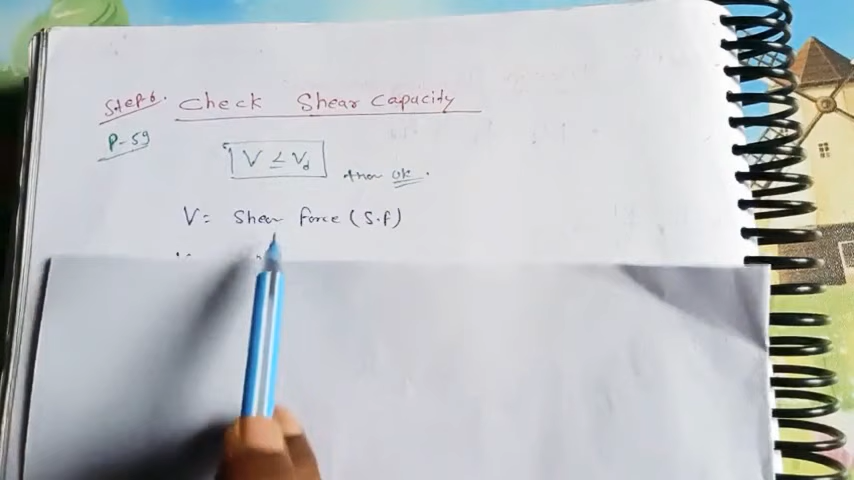 Step 6. Check Shear Capacity
P-59
V ≤ Vd then ok.
V = Shear force (S.f)